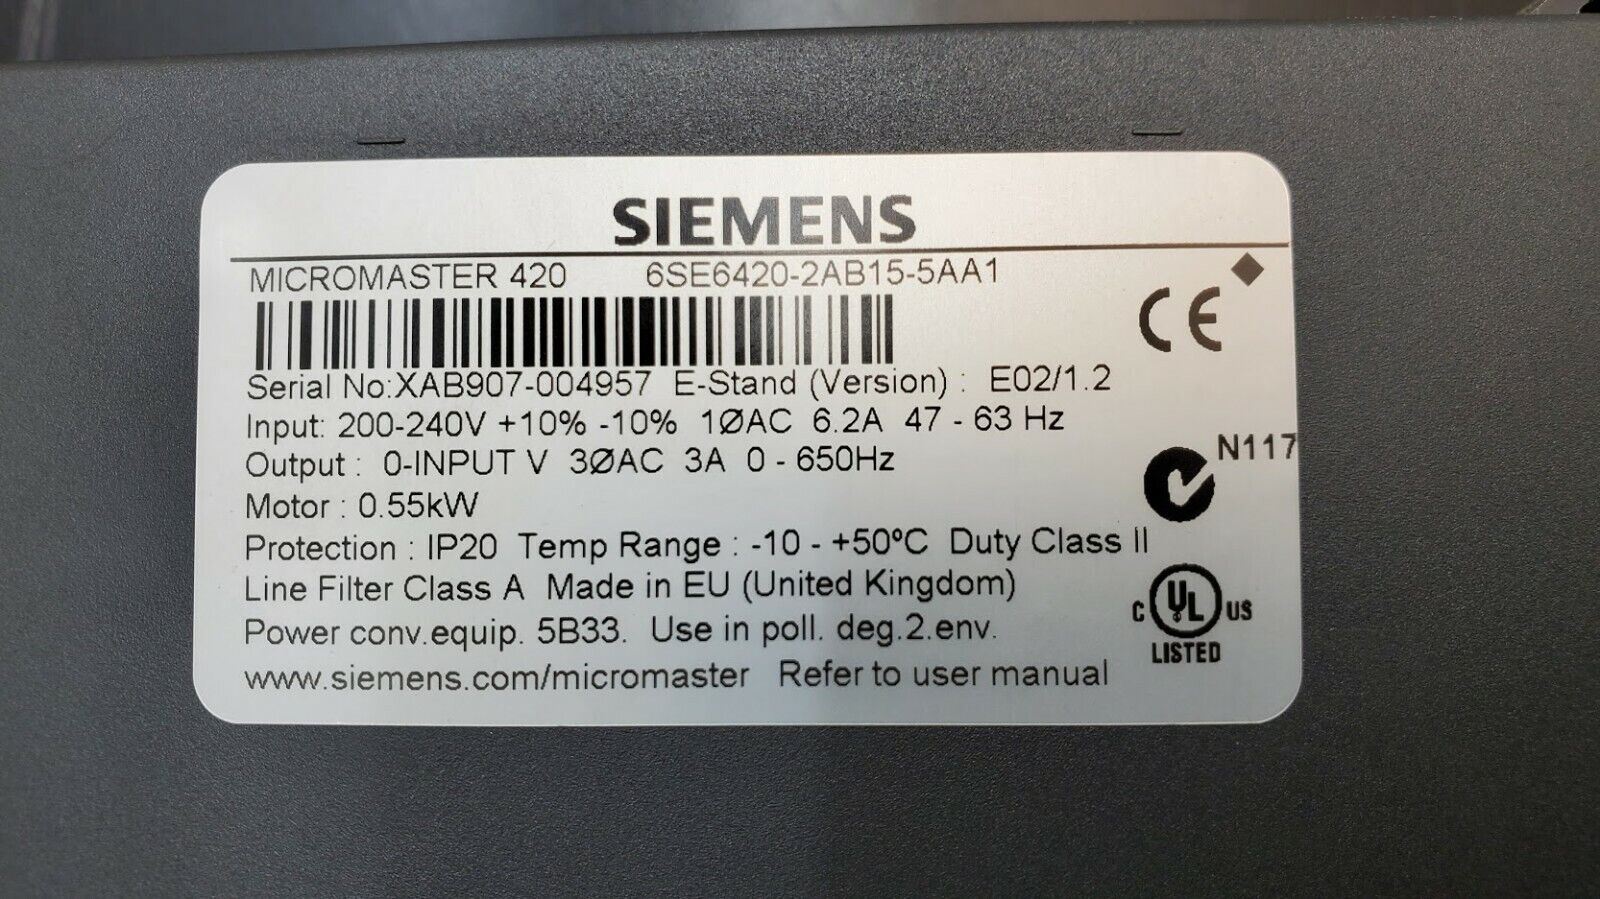 SIEMENS
MICROMASTER 420 6SE6420-2AB15-5AA1
CE
Serial No:XAB907-004957 E-Stand (Version) : E02/1.2
Input: 200-240V +10% -10% 1ØAC 6.2A 47 - 63 Hz
Output : 0-INPUT V 3ØAC 3A 0 - 650Hz
N117
Motor : 0.55kW
Protection : IP20 Temp Range : -10 - +50ºC Duty Class II
Line Filter Class A Made in EU (United Kingdom)
C UL US
LISTED
Power conv.equip. 5B33. Use in poll. deg.2.env.
www.siemens.com/micromaster Refer to user manual